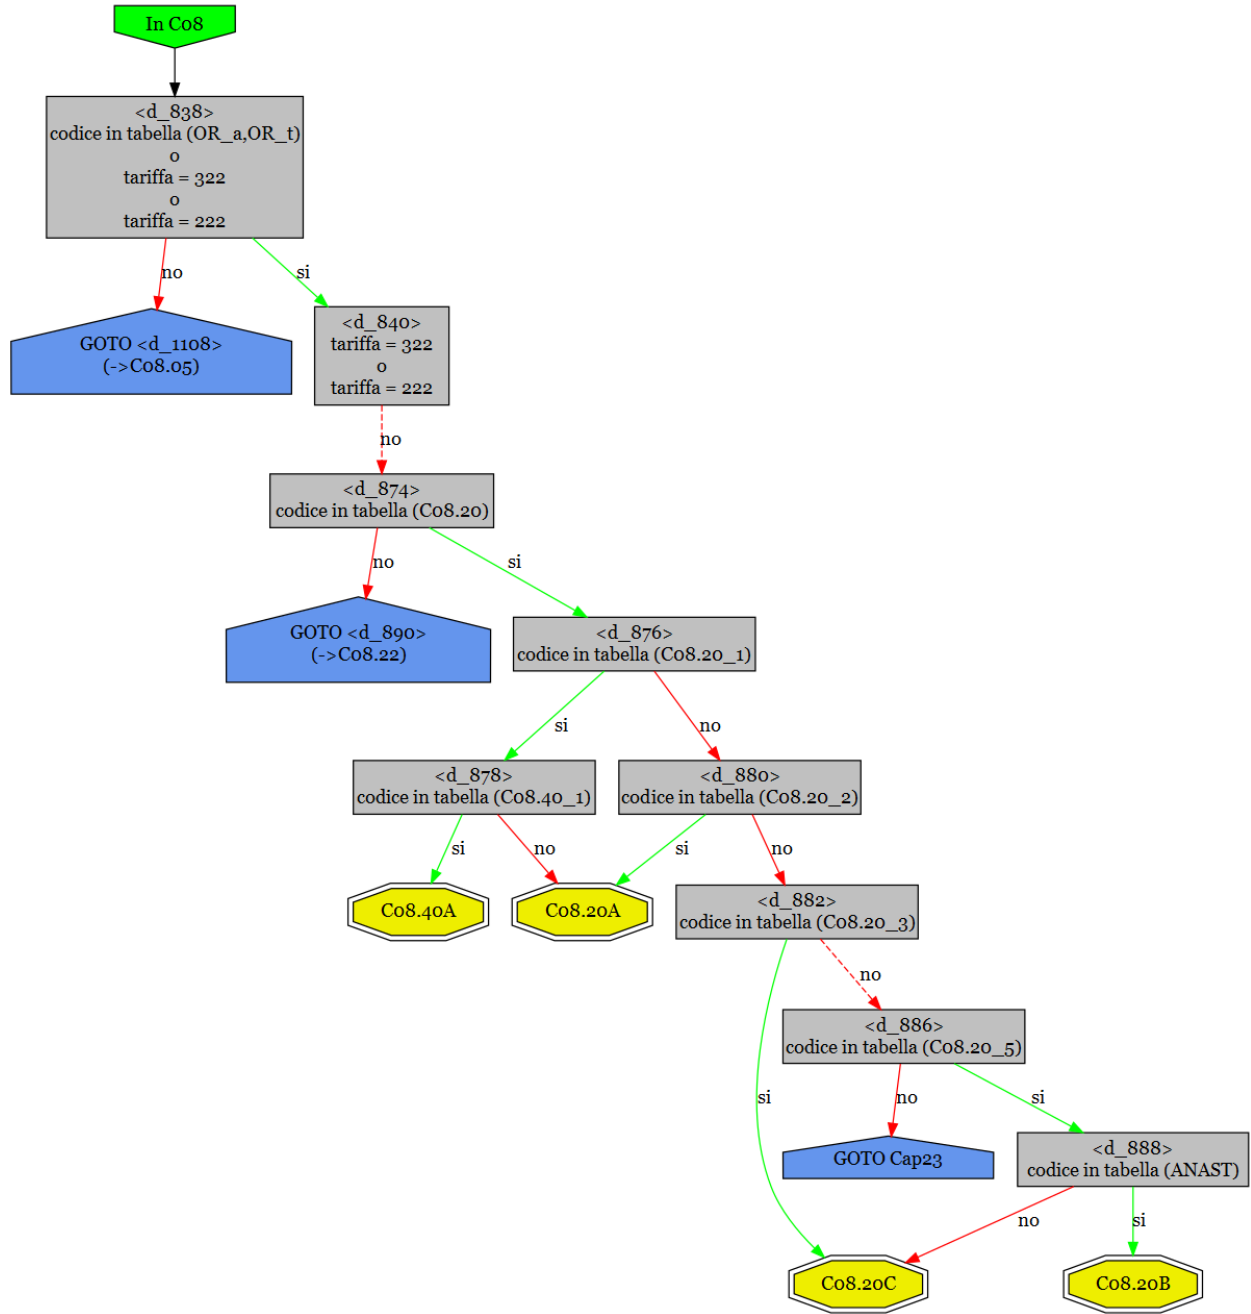 In C08
<d_838>
codice in tabella (OR_a,OR_t)
o
tariffa = 322
o
tariffa = 222
no
si
GOTO <d_1108>
(->C08.05)
<d_840>
tariffa = 322
o
tariffa = 222
no
<d_874>
codice in tabella (C08.20)
no
si
GOTO <d_890>
(->C08.22)
<d_876>
codice in tabella (C08.20_1)
si
no
<d_878>
codice in tabella (C08.40_1)
<d_880>
codice in tabella (C08.20_2)
si
no
si
no
C08.40A
C08.20A
<d_882>
codice in tabella (C08.20_3)
no
<d_886>
codice in tabella (C08.20_5)
si
no
si
GOTO Cap23
<d_888>
codice in tabella (ANAST)
no
si
C08.20C
C08.20B